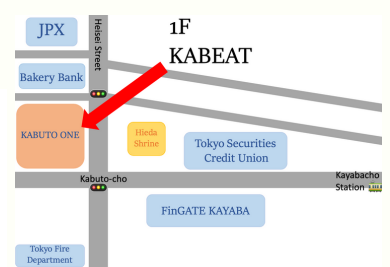 JPX
Heisei Street
1F
KABEAT
Bakery Bank
KABUTO ONE
Hieda
Shrine
Tokyo Securities
Credit Union
Kabuto-cho
Kayabacho
Station
FinGATE KAYABA
Tokyo Fire
Department